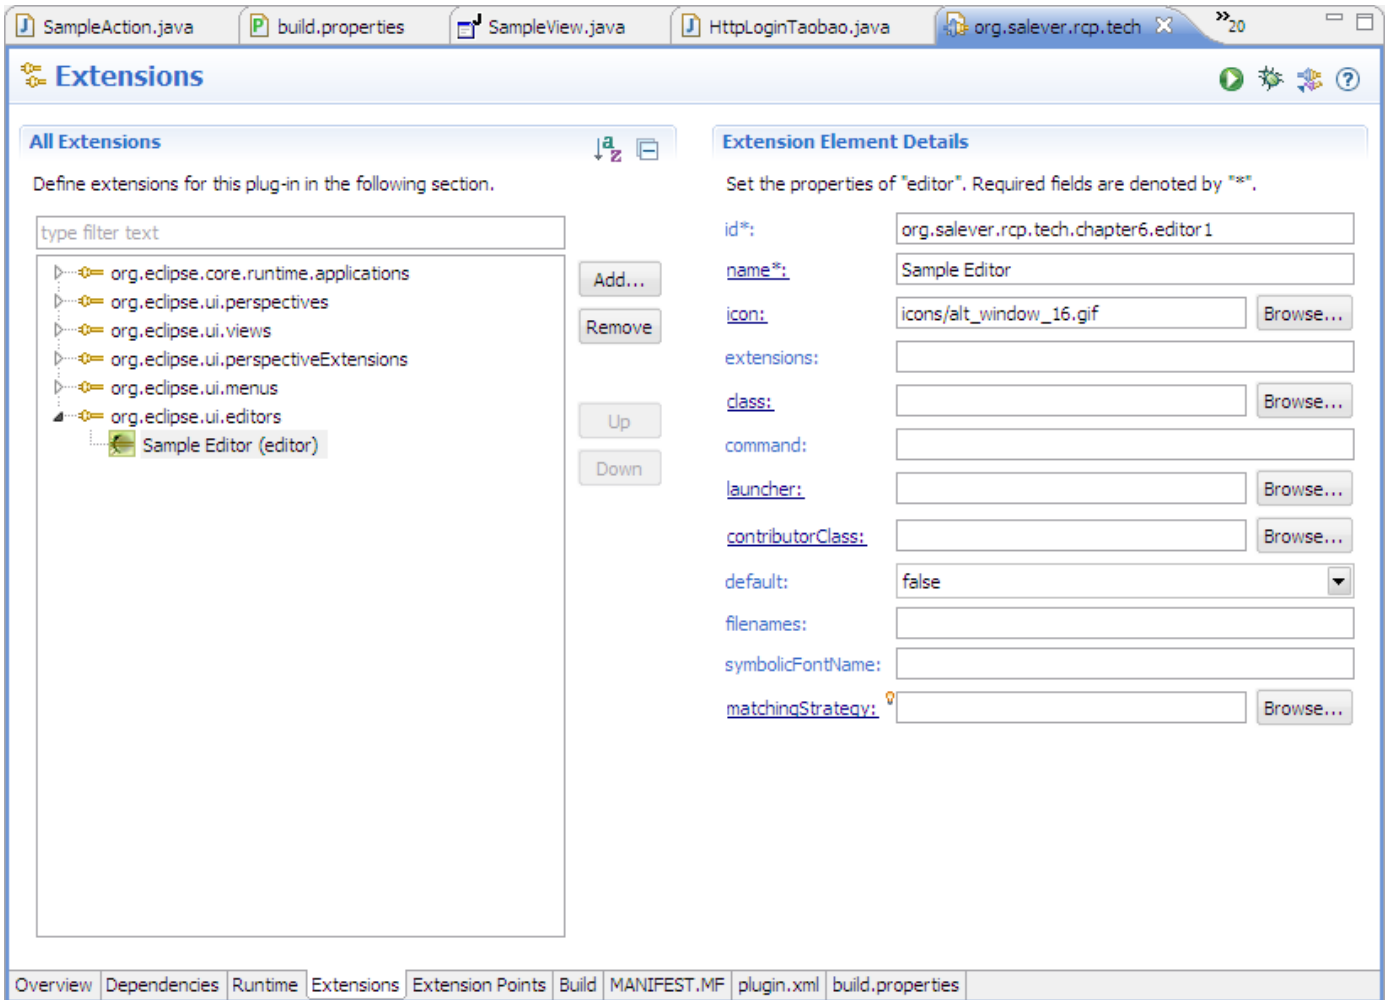 SampleAction.java build.properties SampleView.java HttpLoginTaobao.java org.salever.rcp.tech »20
Extensions
All Extensions
Define extensions for this plug-in in the following section.
type filter text
org.eclipse.core.runtime.applications
org.eclipse.ui.perspectives
org.eclipse.ui.views
org.eclipse.ui.perspectiveExtensions
org.eclipse.ui.menus
org.eclipse.ui.editors
Sample Editor (editor)
Add...
Remove
Up
Down
Extension Element Details
Set the properties of "editor". Required fields are denoted by "*".
id*: org.salever.rcp.tech.chapter6.editor1
name*: Sample Editor
icon: icons/alt_window_16.gif Browse...
extensions:
class: Browse...
command:
launcher: Browse...
contributorClass: Browse...
default: false
filenames:
symbolicFontName:
matchingStrategy: Browse...
Overview Dependencies Runtime Extensions Extension Points Build MANIFEST.MF plugin.xml build.properties